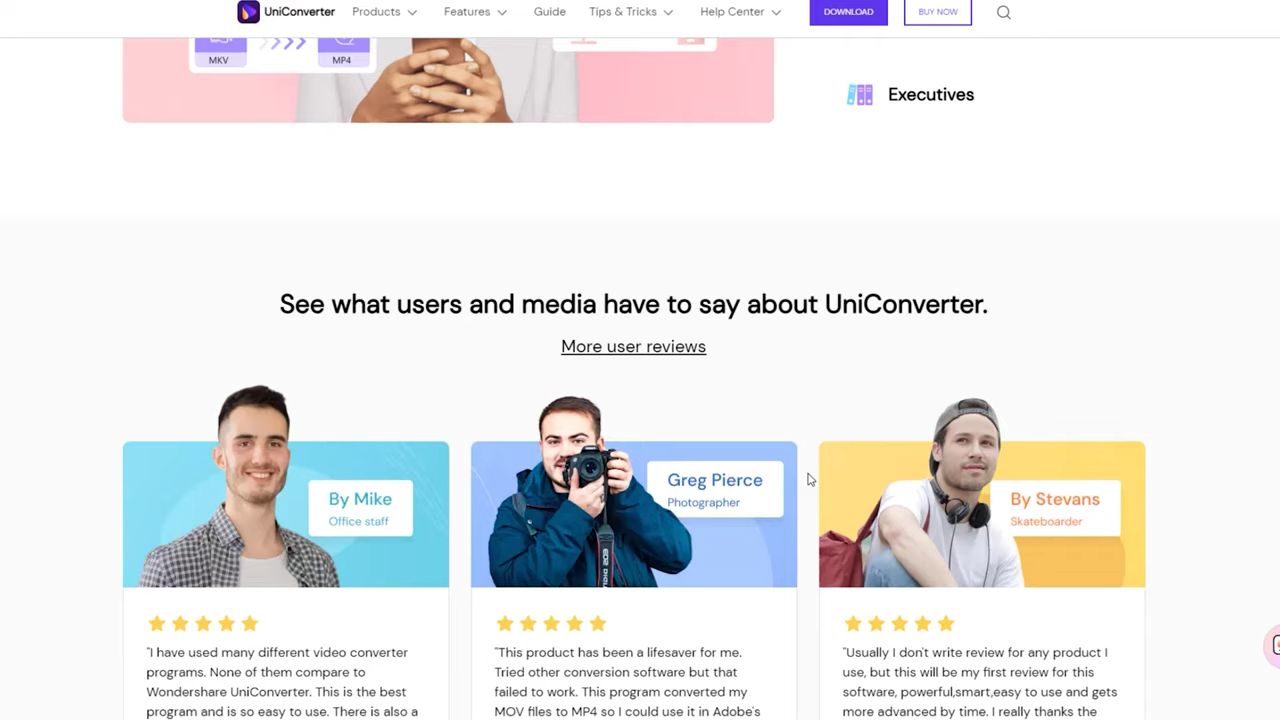 UniConverter Products Features Guide Tips & Tricks Help Center DOWNLOAD BUY NOW
MKV MP4
Executives
See what users and media have to say about UniConverter.
More user reviews
By Mike
Office staff
Greg Pierce
Photographer
By Stevans
Skateboarder
"I have used many different video converter
programs. None of them compare to
Wondershare UniConverter. This is the best
program and is so easy to use. There is also a
"This product has been a lifesaver for me.
Tried other conversion software but that
failed to work. This program converted my
MOV files to MP4 so I could use it in Adobe's
"Usually I don't write review for any product I
use, but this will be my first review for this
software, powerful,smart,easy to use and gets
more advanced by time. I really thanks the